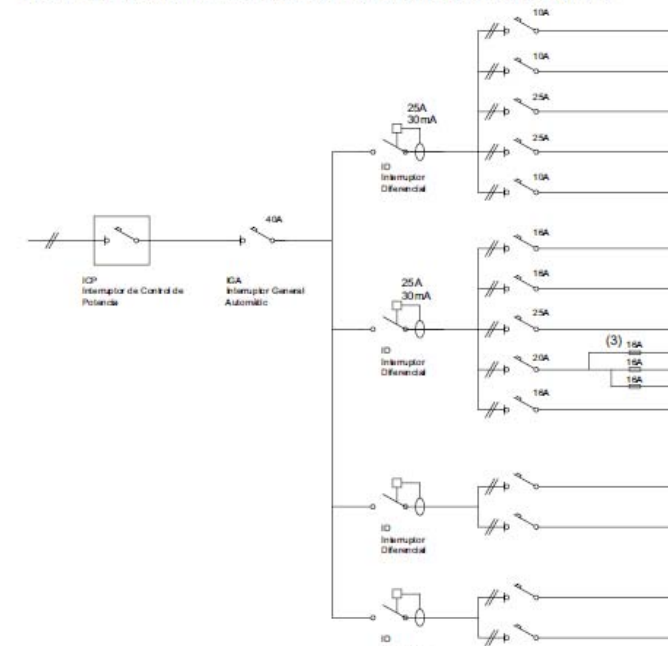 10A
10A
25A
25A
10A
25A
30mA
ID
Interruptor
Diferencial
40A
ICP
Interruptor de Control de
Potencia
IGA
Interruptor General
Automàtic
16A
16A
25A
20A
16A
25A
30mA
ID
Interruptor
Diferencial
(3) 16A
16A
16A
ID
Interruptor
Diferencial
ID